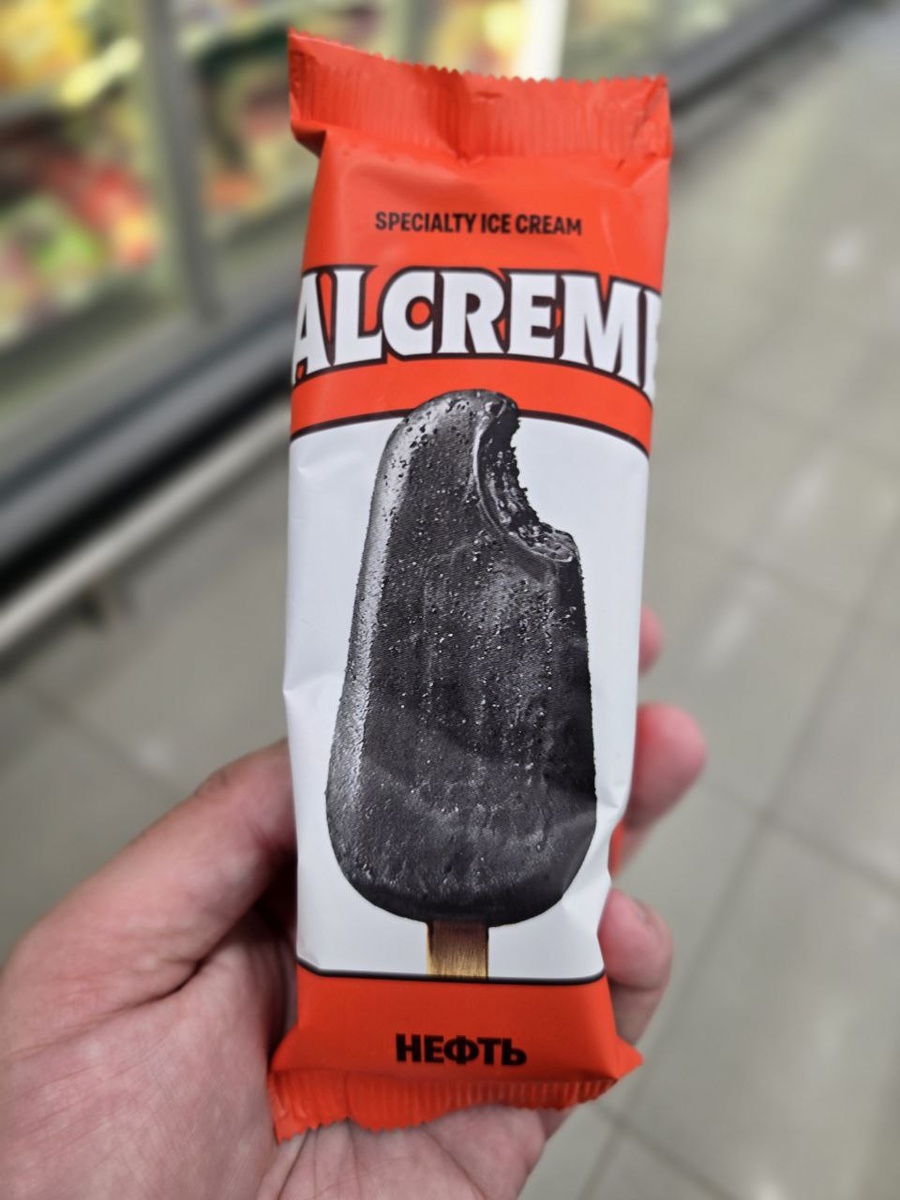 SPECIALTY ICE CREAM
ALCREME
НЕФТЬ